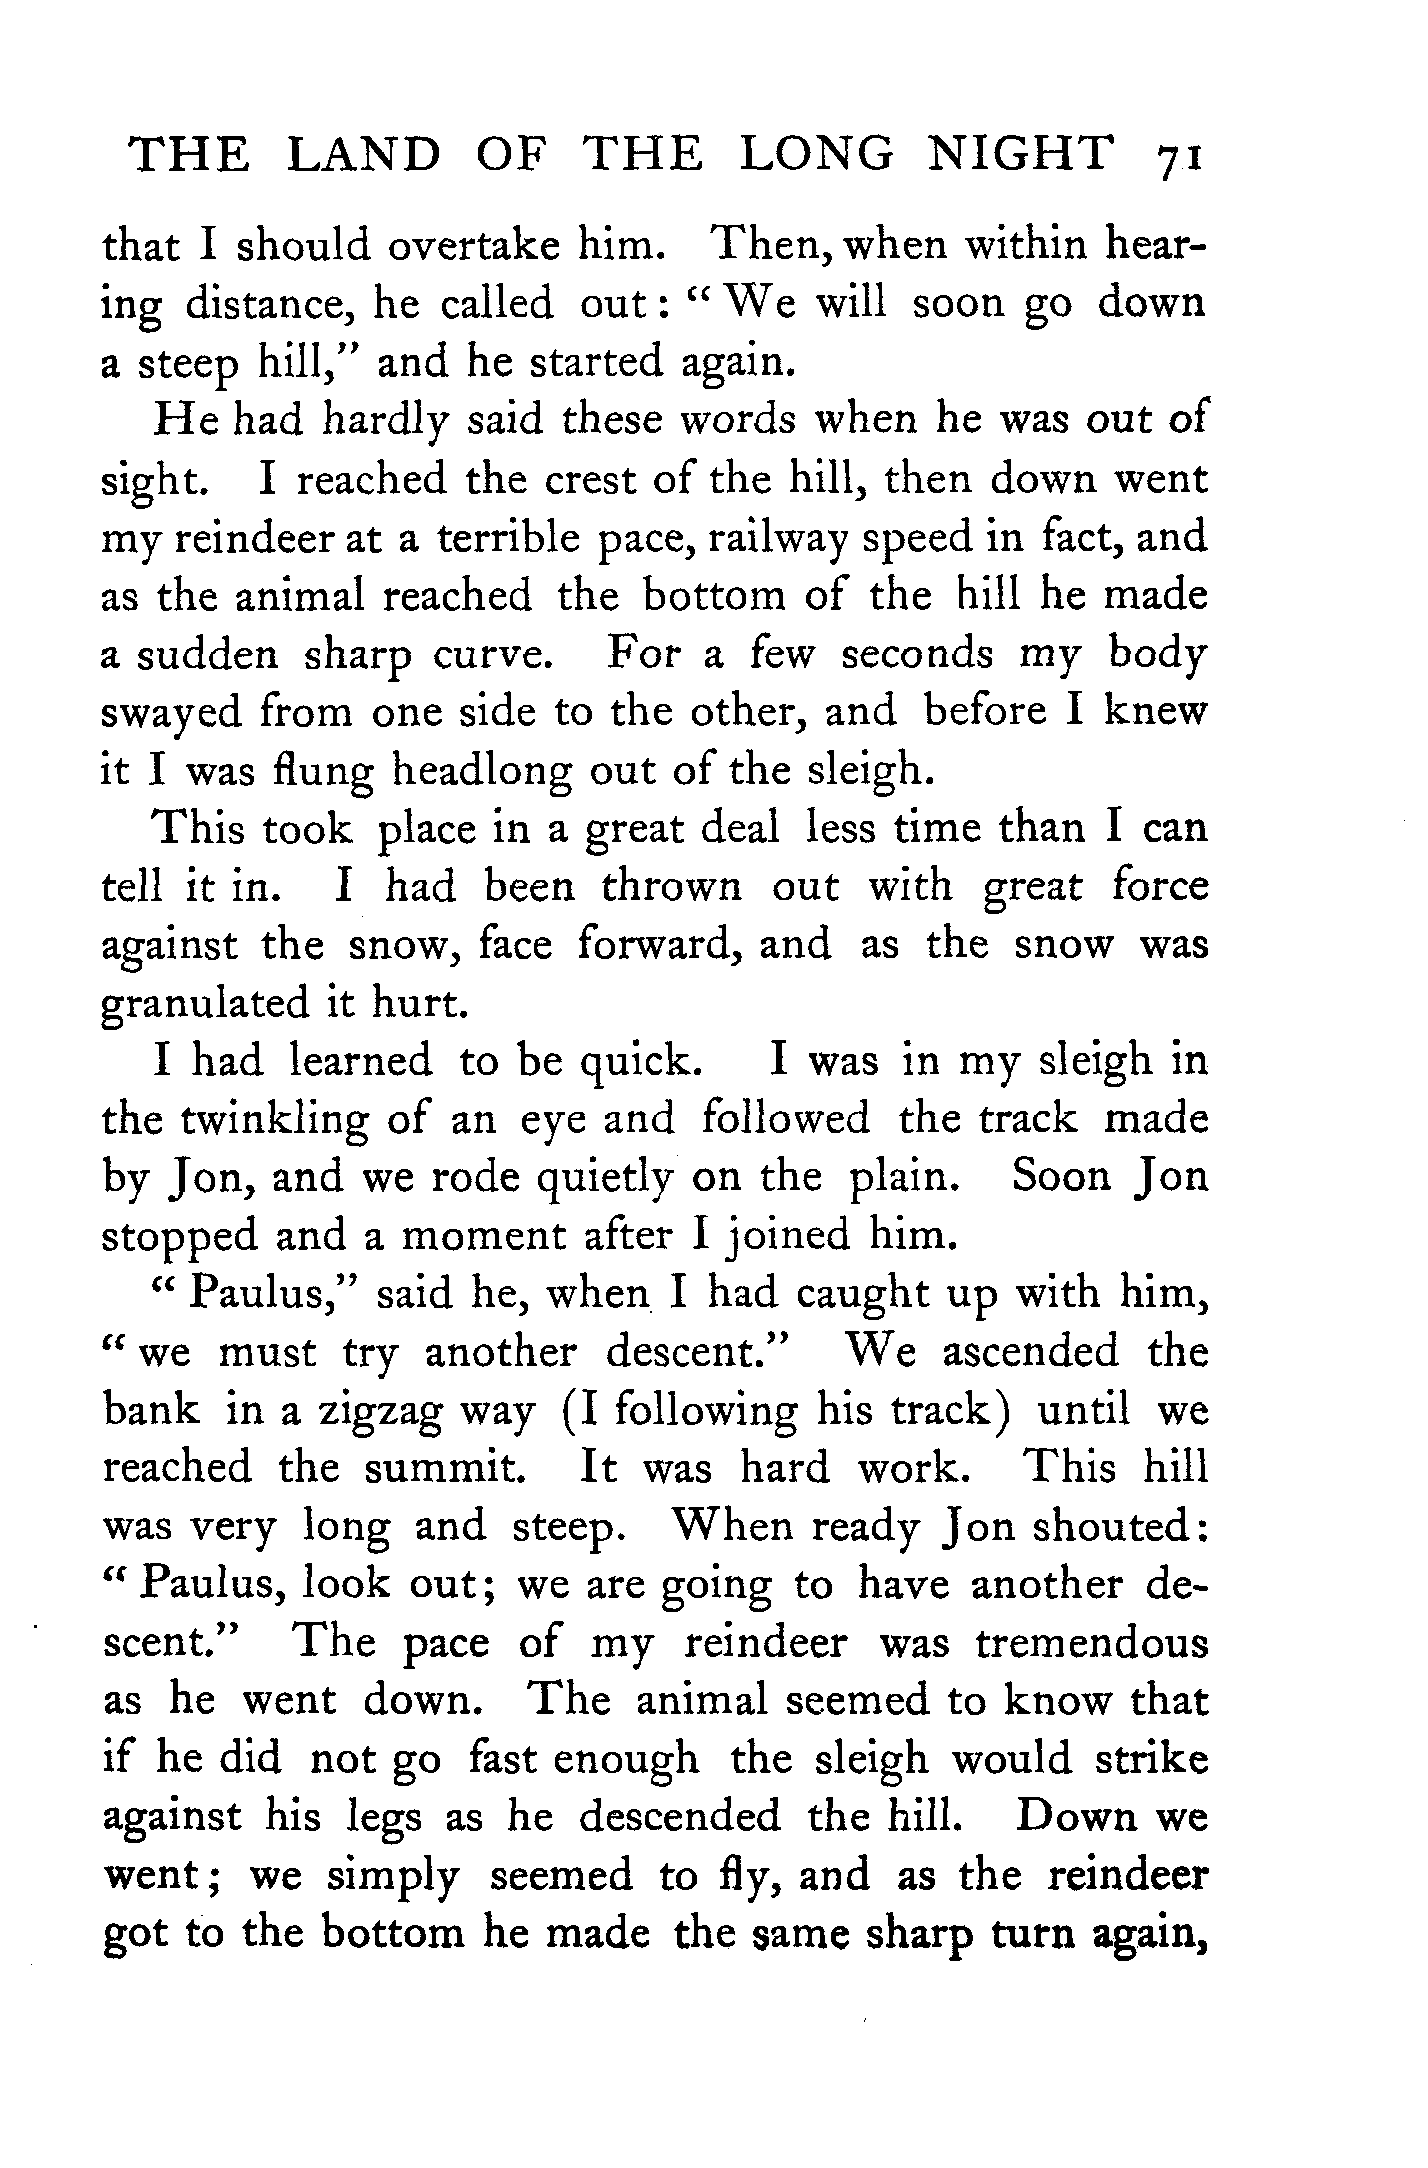 THE LAND OF THE LONG NIGHT 71
that I should overtake him. Then, when within hear-
ing distance, he called out: "We will soon go down
a steep hill," and he started again.
He had hardly said these words when he was out of
sight. I reached the crest of the hill, then down went
my reindeer at a terrible pace, railway speed in fact, and
as the animal reached the bottom of the hill he made
a sudden sharp curve. For a few seconds my body
swayed from one side to the other, and before I knew
it I was flung headlong out of the sleigh.
This took place in a great deal less time than I can
tell it in. I had been thrown out with great force
against the snow, face forward, and as the snow was
granulated it hurt.
I had learned to be quick. I was in my sleigh in
the twinkling of an eye and followed the track made
by Jon, and we rode quietly on the plain. Soon Jon
stopped and a moment after I joined him.
"Paulus," said he, when I had caught up with him,
"we must try another descent." We ascended the
bank in a zigzag way (I following his track) until we
reached the summit. It was hard work. This hill
was very long and steep. When ready Jon shouted:
"Paulus, look out; we are going to have another de-
scent." The pace of my reindeer was tremendous
as he went down. The animal seemed to know that
if he did not go fast enough the sleigh would strike
against his legs as he descended the hill. Down we
went; we simply seemed to fly, and as the reindeer
got to the bottom he made the same sharp turn again,